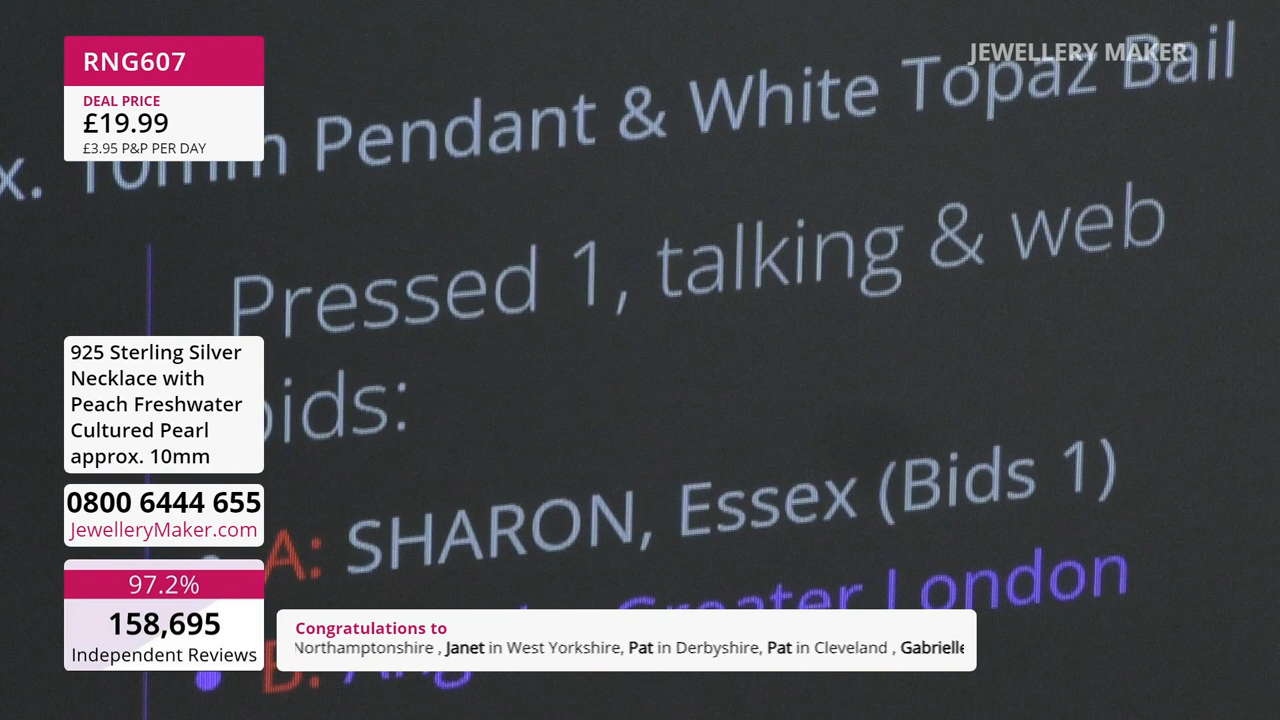 RNG607
DEAL PRICE
£19.99
£3.95 P&P PER DAY
JEWELLERY MAKER
x. 10mm Pendant & White Topaz Bail
Pressed 1, talking & web
bids:
A: SHARON, Essex (Bids 1)
Greater London
B:
925 Sterling Silver
Necklace with
Peach Freshwater
Cultured Pearl
approx. 10mm
0800 6444 655
JewelleryMaker.com
97.2%
158,695
Independent Reviews
Congratulations to
Northamptonshire , Janet in West Yorkshire, Pat in Derbyshire, Pat in Cleveland , Gabrielle